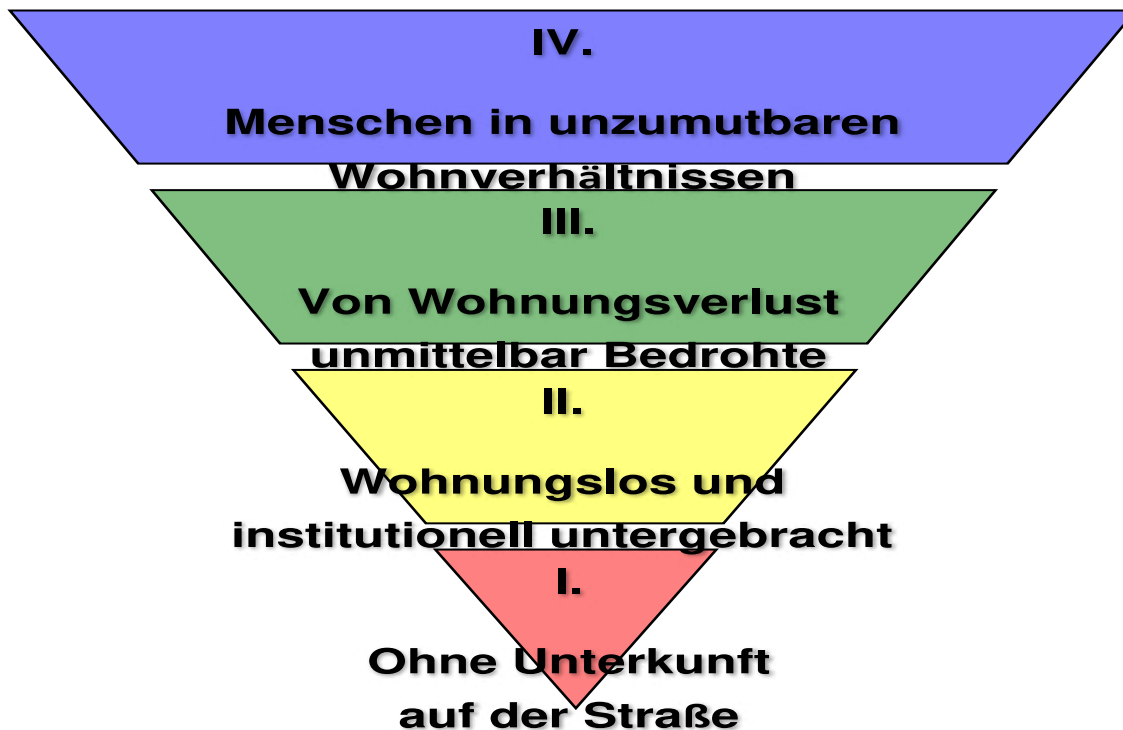 IV.
Menschen in unzumutbaren
Wohnverhältnissen
III.
Von Wohnungsverlust
unmittelbar Bedrohte
II.
Wohnungslos und
institutionell untergebracht
I.
Ohne Unterkunft
auf der Straße